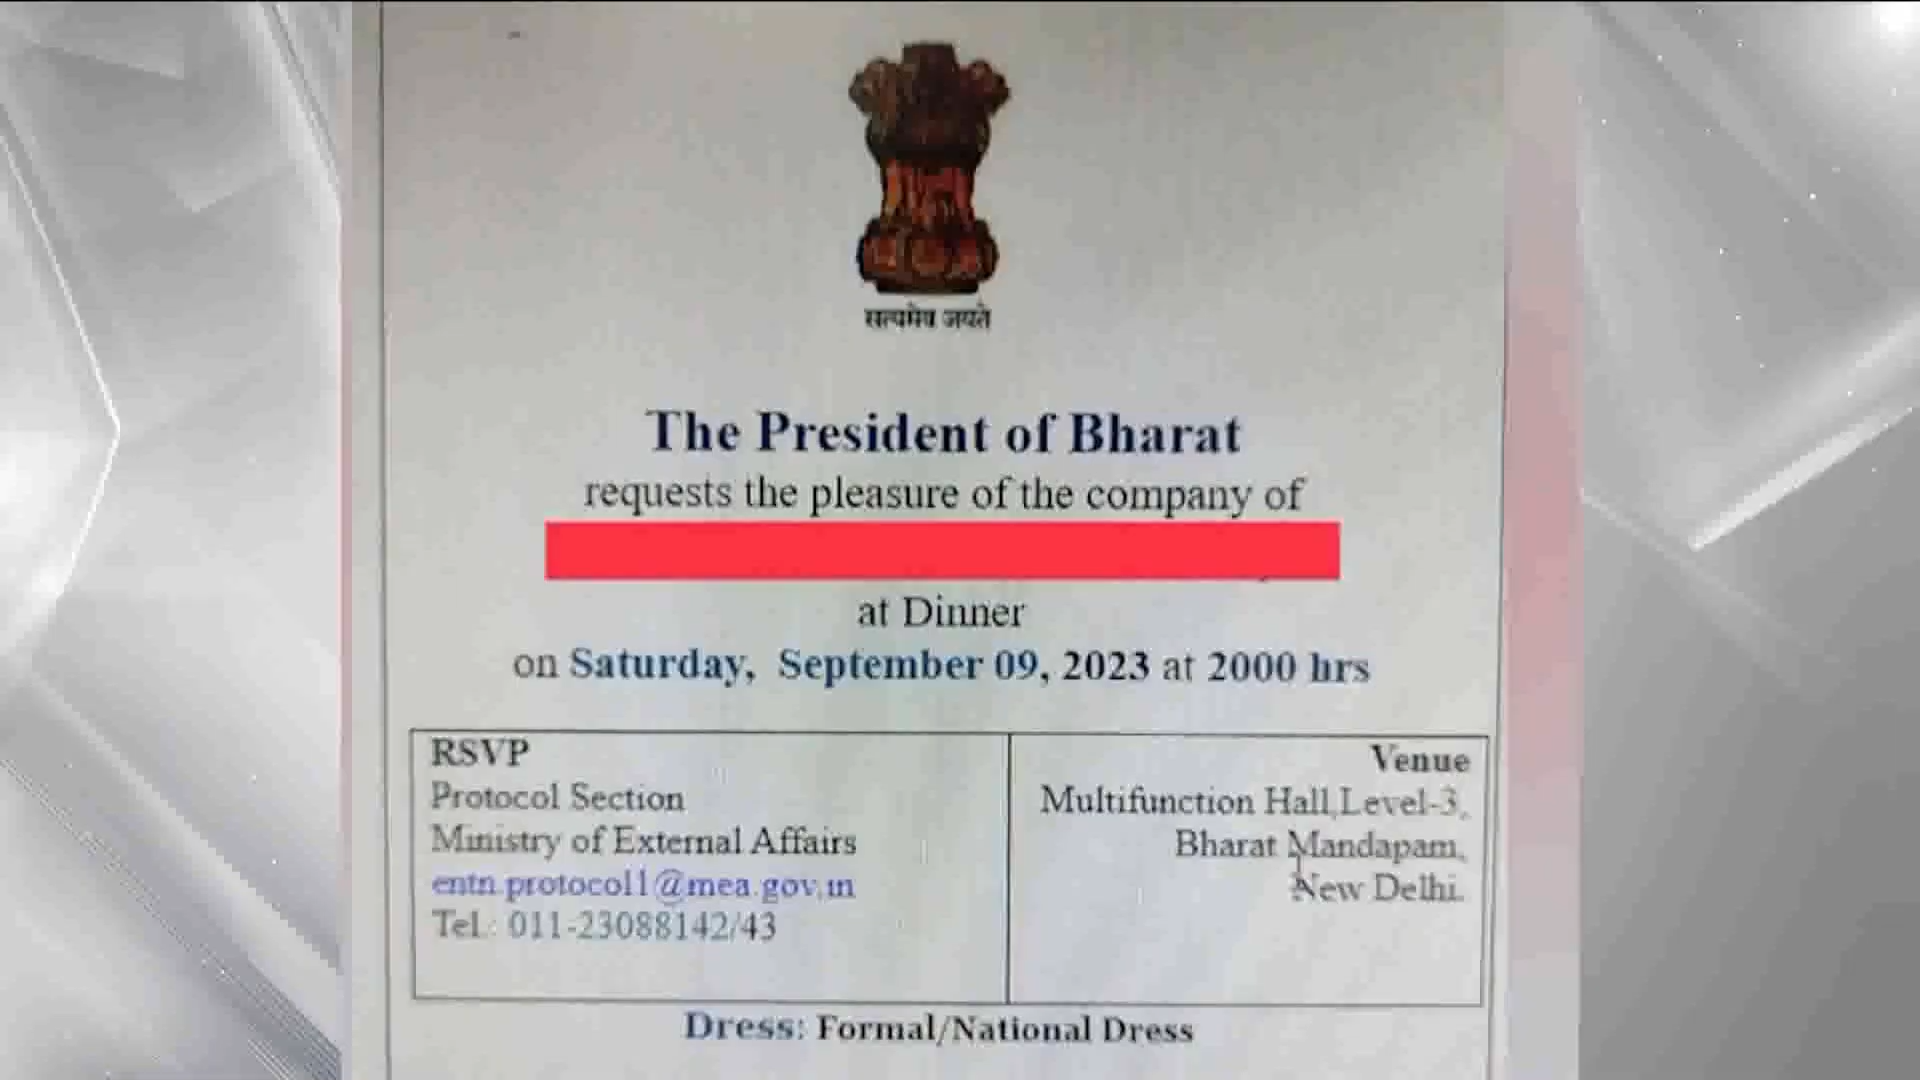 सत्यमेव जयते
The President of Bharat
requests the pleasure of the company of
at Dinner
on Saturday, September 09, 2023 at 2000 hrs
RSVP
Protocol Section
Ministry of External Affairs
entn.protocol1@mea.gov.in
Tel.: 011-23088142/43
Venue
Multifunction Hall,Level-3,
Bharat Mandapam,
New Delhi.
Dress: Formal/National Dress